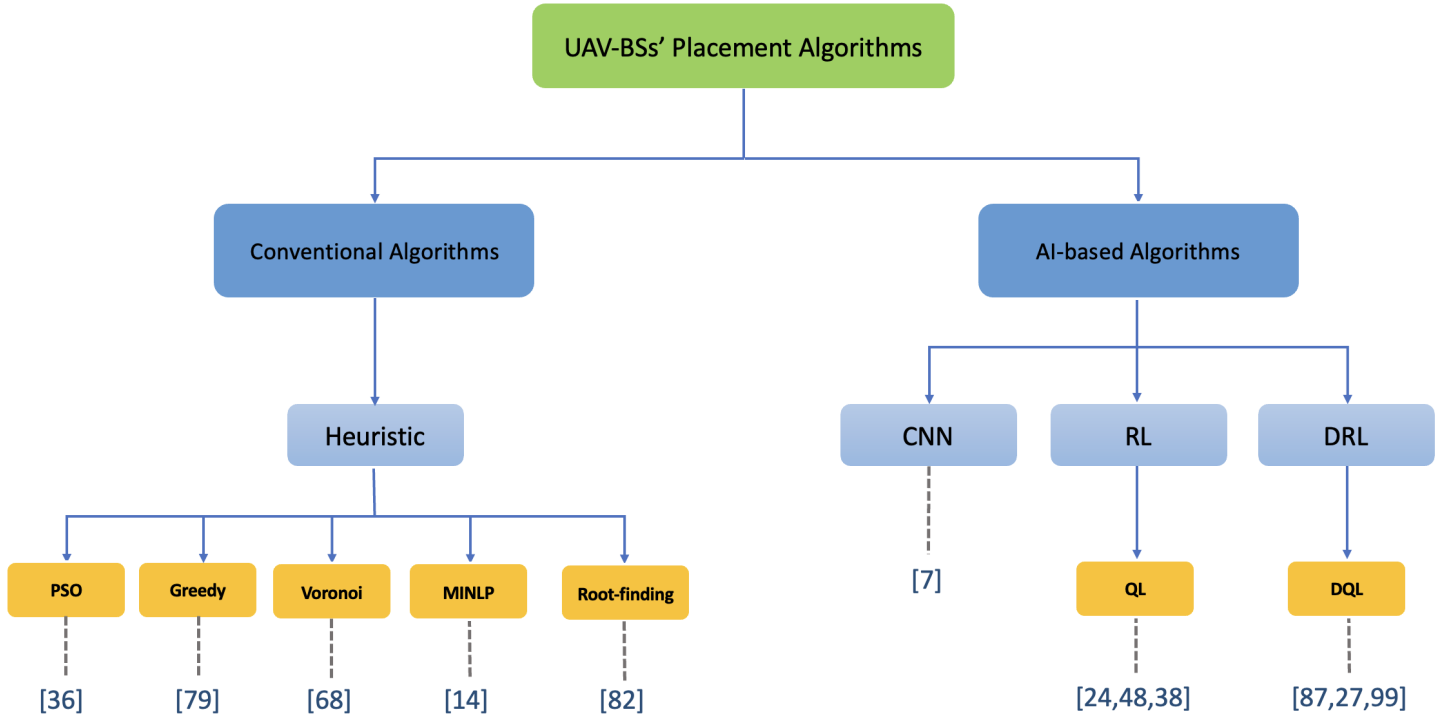 UAV-BSs’ Placement Algorithms
Conventional Algorithms
AI-based Algorithms
Heuristic
CNN
RL
DRL
PSO
Greedy
Voronoi
MINLP
Root-finding
[7]
QL
DQL
[36]
[79]
[68]
[14]
[82]
[24,48,38]
[87,27,99]